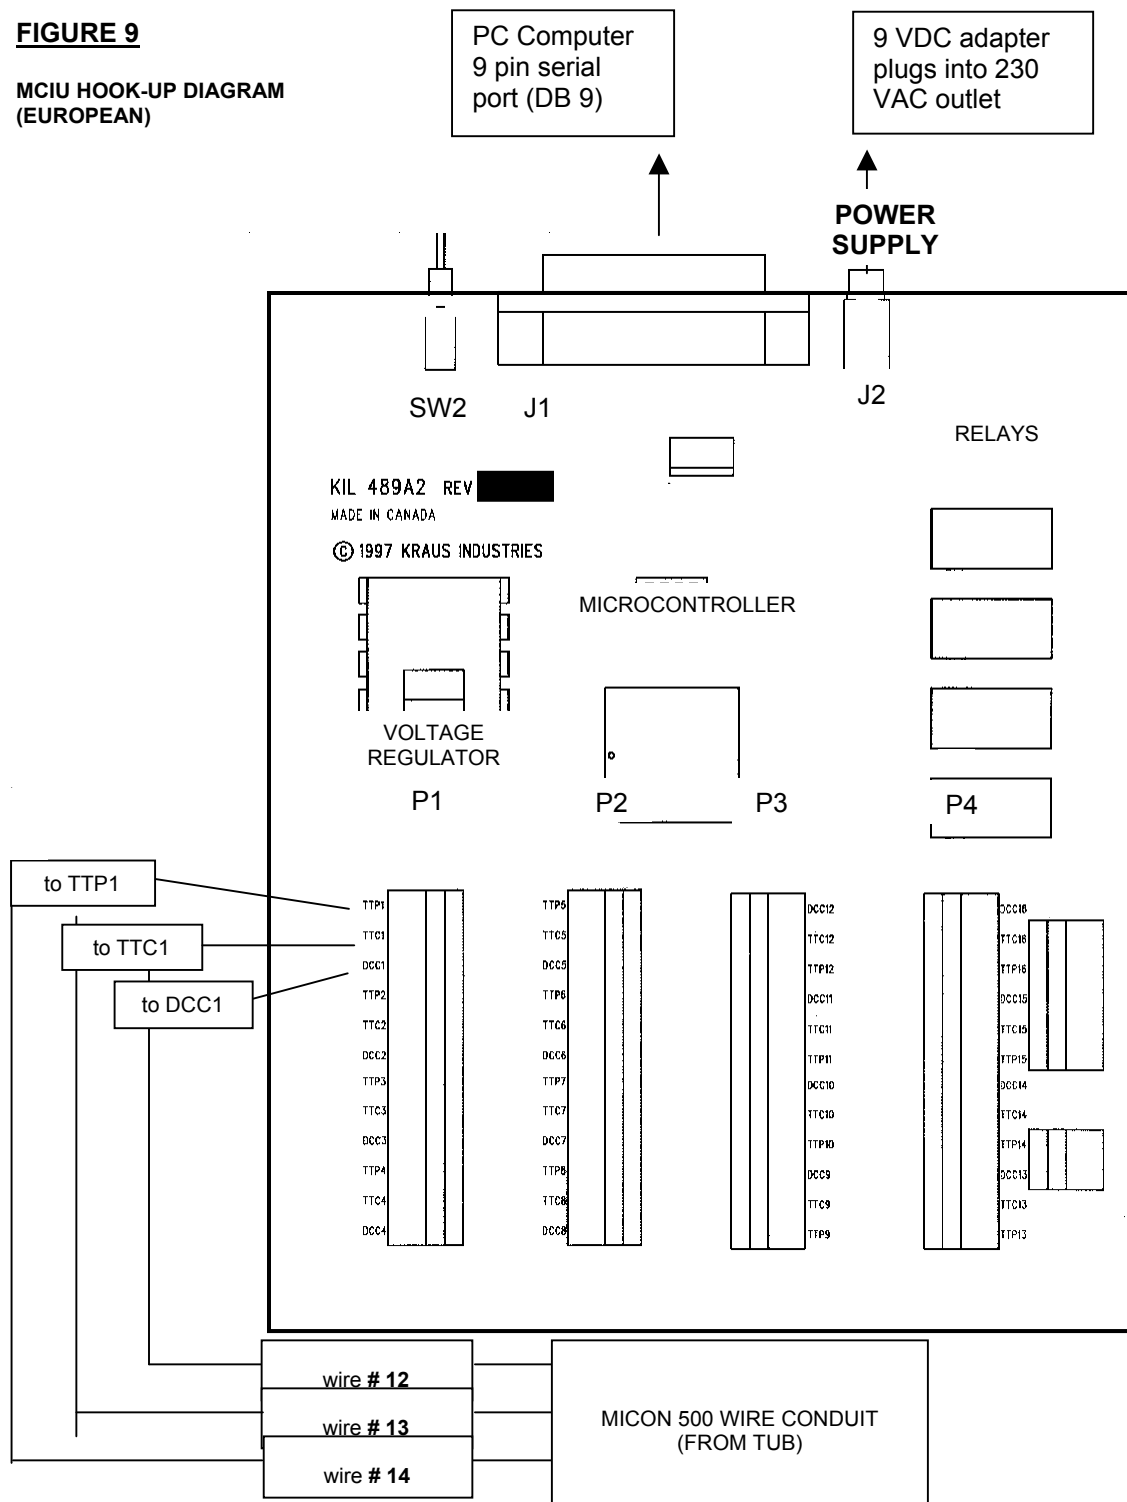 FIGURE 9
MCIU HOOK-UP DIAGRAM
(EUROPEAN)
PC Computer
9 pin serial
port (DB 9)
9 VDC adapter
plugs into 230
VAC outlet
POWER
SUPPLY
SW2
J1
J2
RELAYS
KIL 489A2 REV
MADE IN CANADA
© 1997 KRAUS INDUSTRIES
MICROCONTROLLER
VOLTAGE
REGULATOR
P1
P2
P3
P4
to TTP1
to TTC1
to DCC1
TTP1
TTC1
DCC1
TTP2
TTC2
DCC2
TTP3
TTC3
DCC3
TTP4
TTC4
DCC4
TTP5
TTC5
DCC5
TTP6
TTC6
DCC6
TTP7
TTC7
DCC7
TTP8
TTC8
DCC8
DCC12
TTC12
TTP12
DCC11
TTC11
TTP11
DCC10
TTC10
TTP10
DCC9
TTC9
TTP9
DCC16
TTC16
TTP16
DCC15
TTC15
TTP15
DCC14
TTC14
TTP14
DCC13
TTC13
TTP13
wire # 12
wire # 13
wire # 14
MICON 500 WIRE CONDUIT
(FROM TUB)